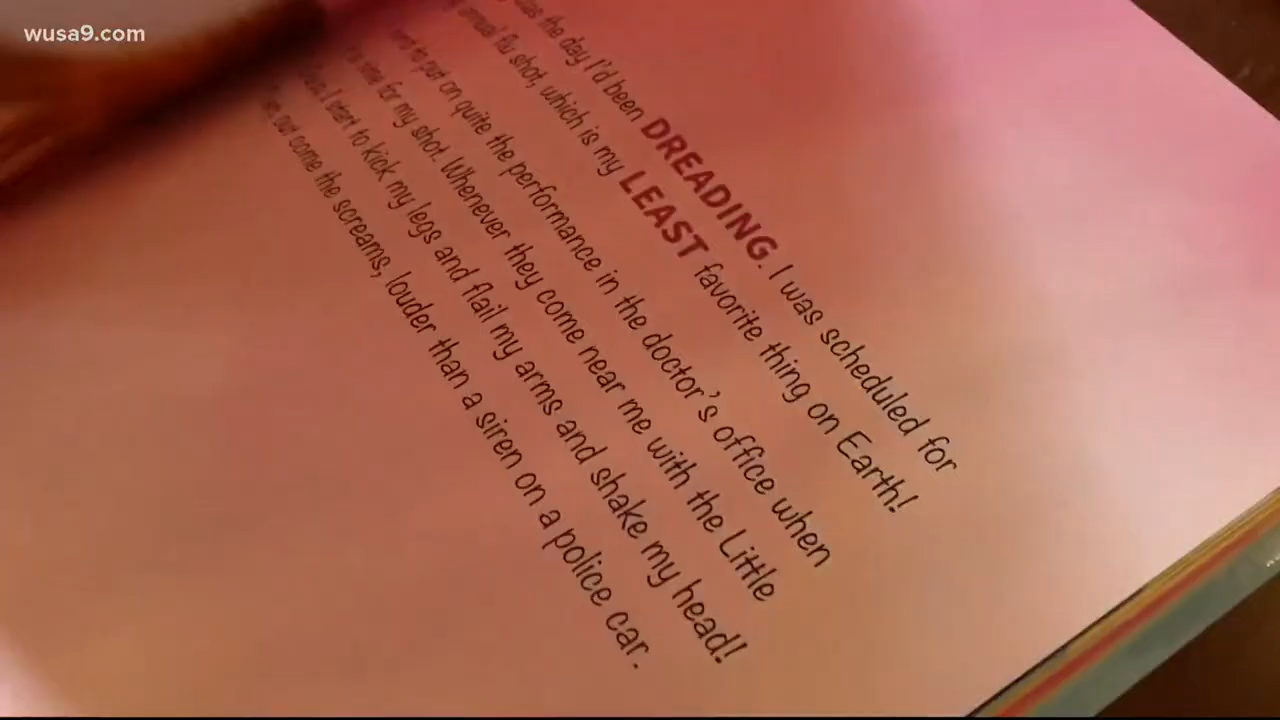 wusa9.com
the day I'd been DREADING. I was scheduled for
annual flu shot, which is my LEAST favorite thing on Earth!
to put on quite the performance in the doctor's office when
time for my shot. Whenever they come near me with the Little
I start to kick my legs and flail my arms and shake my head!
out come the screams, louder than a siren on a police car.